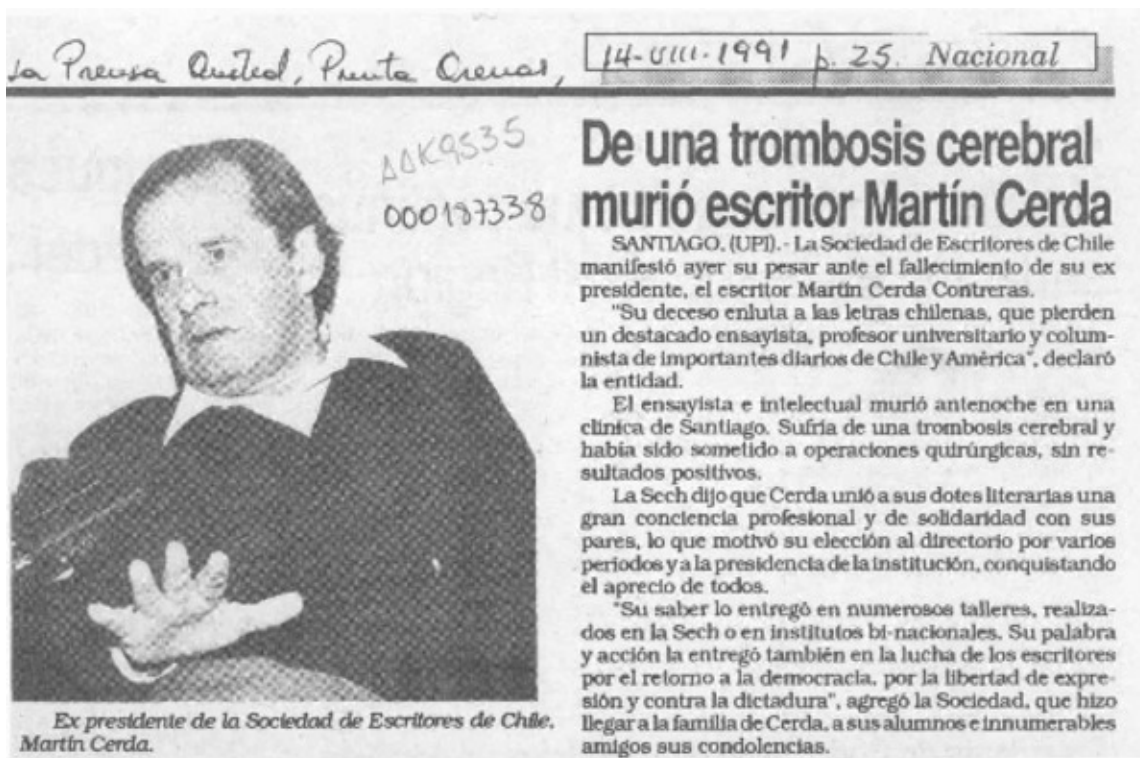 La Prensa Austral, Punta Arenas,
14-VIII-1991 p. 25. Nacional
AAK9535
000187338
De una trombosis cerebral
murió escritor Martín Cerda
SANTIAGO, (UPI).- La Sociedad de Escritores de Chile
manifestó ayer su pesar ante el fallecimiento de su ex
presidente, el escritor Martín Cerda Contreras.
"Su deceso enluta a las letras chilenas, que pierden
un destacado ensayista, profesor universitario y colum-
nista de importantes diarios de Chile y América", declaró
la entidad.
El ensayista e intelectual murió antenoche en una
clínica de Santiago. Sufría de una trombosis cerebral y
había sido sometido a operaciones quirúrgicas, sin re-
sultados positivos.
La Sech dijo que Cerda unió a sus dotes literarias una
gran conciencia profesional y de solidaridad con sus
pares, lo que motivó su elección al directorio por varios
períodos y a la presidencia de la institución, conquistando
el aprecio de todos.
"Su saber lo entregó en numerosos talleres, realiza-
dos en la Sech o en institutos bi-nacionales. Su palabra
y acción la entregó también en la lucha de los escritores
por el retorno a la democracia, por la libertad de expre-
sión y contra la dictadura", agregó la Sociedad, que hizo
llegar a la familia de Cerda, a sus alumnos e innumerables
amigos sus condolencias.
Ex presidente de la Sociedad de Escritores de Chile,
Martín Cerda.